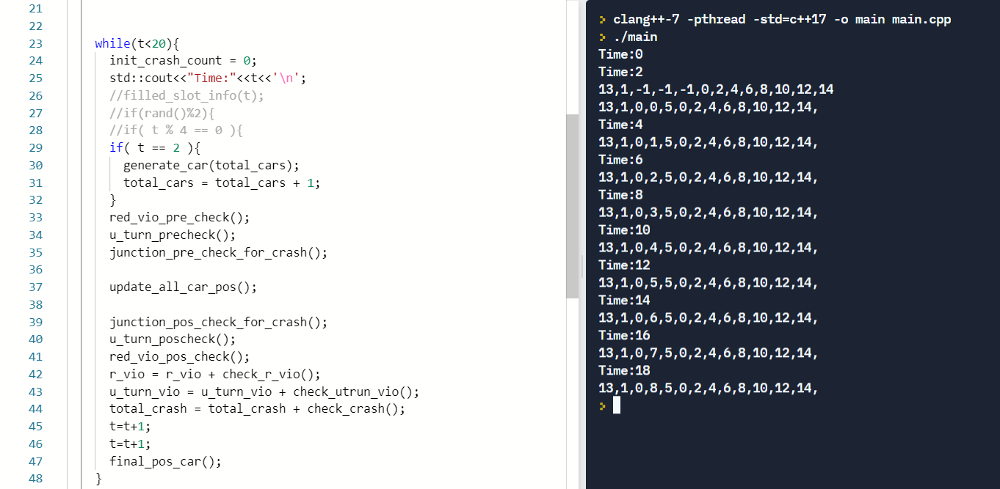 21
22
23 while(t<20){
24 init_crash_count = 0;
25 std::cout<<"Time:"<<t<<'\n';
26 //filled_slot_info(t);
27 //if(rand()%2){
28 //if( t % 4 == 0 ){
29 if( t == 2 ){
30 generate_car(total_cars);
31 total_cars = total_cars + 1;
32 }
33 red_vio_pre_check();
34 u_turn_precheck();
35 junction_pre_check_for_crash();
36
37 update_all_car_pos();
38
39 junction_pos_check_for_crash();
40 u_turn_poscheck();
41 red_vio_pos_check();
42 r_vio = r_vio + check_r_vio();
43 u_turn_vio = u_turn_vio + check_utrun_vio();
44 total_crash = total_crash + check_crash();
45 t=t+1;
46 t=t+1;
47 final_pos_car();
48 }
> clang++-7 -pthread -std=c++17 -o main main.cpp
> ./main
Time:0
Time:2
13,1,-1,-1,-1,0,2,4,6,8,10,12,14
13,1,0,0,5,0,2,4,6,8,10,12,14,
Time:4
13,1,0,1,5,0,2,4,6,8,10,12,14,
Time:6
13,1,0,2,5,0,2,4,6,8,10,12,14,
Time:8
13,1,0,3,5,0,2,4,6,8,10,12,14,
Time:10
13,1,0,4,5,0,2,4,6,8,10,12,14,
Time:12
13,1,0,5,5,0,2,4,6,8,10,12,14,
Time:14
13,1,0,6,5,0,2,4,6,8,10,12,14,
Time:16
13,1,0,7,5,0,2,4,6,8,10,12,14,
Time:18
13,1,0,8,5,0,2,4,6,8,10,12,14,
>